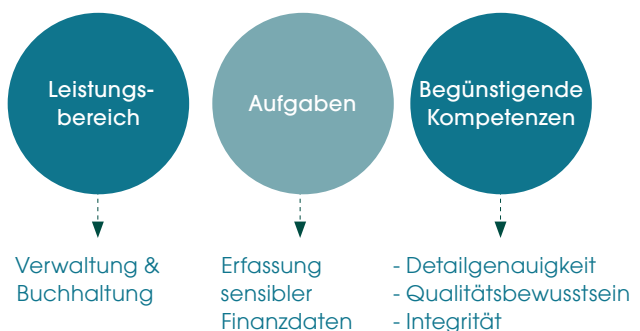 Leistungs-
bereich
Aufgaben
Begünstigende
Kompetenzen
Verwaltung &
Buchhaltung
Erfassung
sensibler
Finanzdaten
- Detailgenauigkeit
- Qualitätsbewusstsein
- Integrität